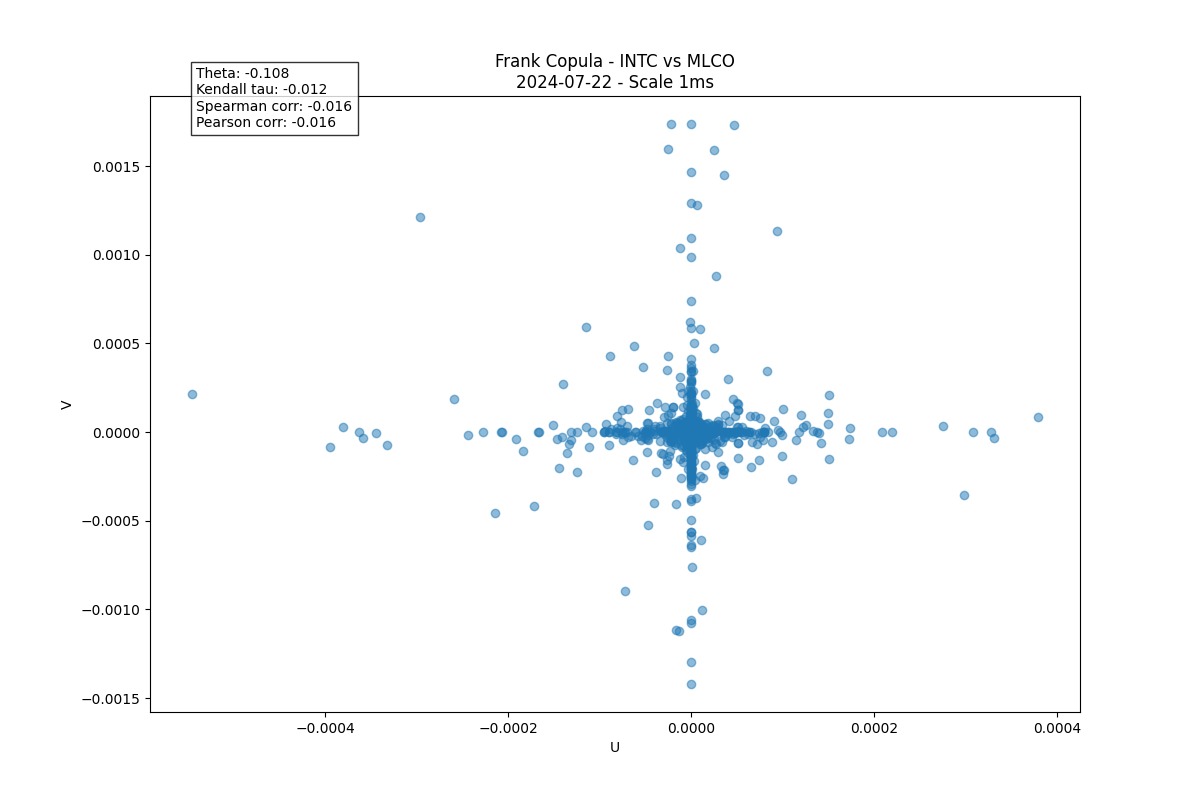 Frank Copula - INTC vs MLCO
2024-07-22 - Scale 1ms
Theta: -0.108
Kendall tau: -0.012
Spearman corr: -0.016
Pearson corr: -0.016
V
0.0015
0.0010
0.0005
0.0000
−0.0005
−0.0010
−0.0015
−0.0004
−0.0002
0.0000
0.0002
0.0004
U